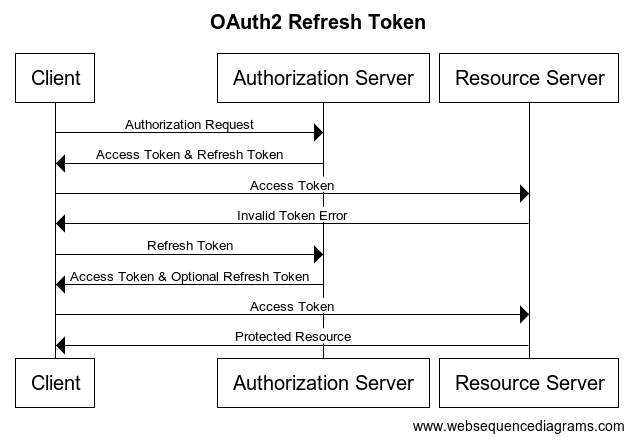 OAuth2 Refresh Token
Client
Authorization Server
Resource Server
Authorization Request
Access Token & Refresh Token
Access Token
Invalid Token Error
Refresh Token
Access Token & Optional Refresh Token
Access Token
Protected Resource
Client
Authorization Server
Resource Server
www.websequencediagrams.com